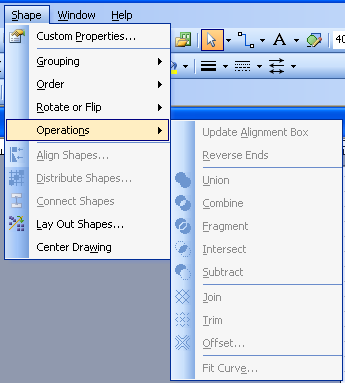 Shape Window Help
Custom Properties...
Grouping
Order
Rotate or Flip
Operations
Align Shapes...
Distribute Shapes...
Connect Shapes
Lay Out Shapes...
Center Drawing
A
40
Update Alignment Box
Reverse Ends
Union
Combine
Fragment
Intersect
Subtract
Join
Trim
Offset...
Fit Curve...